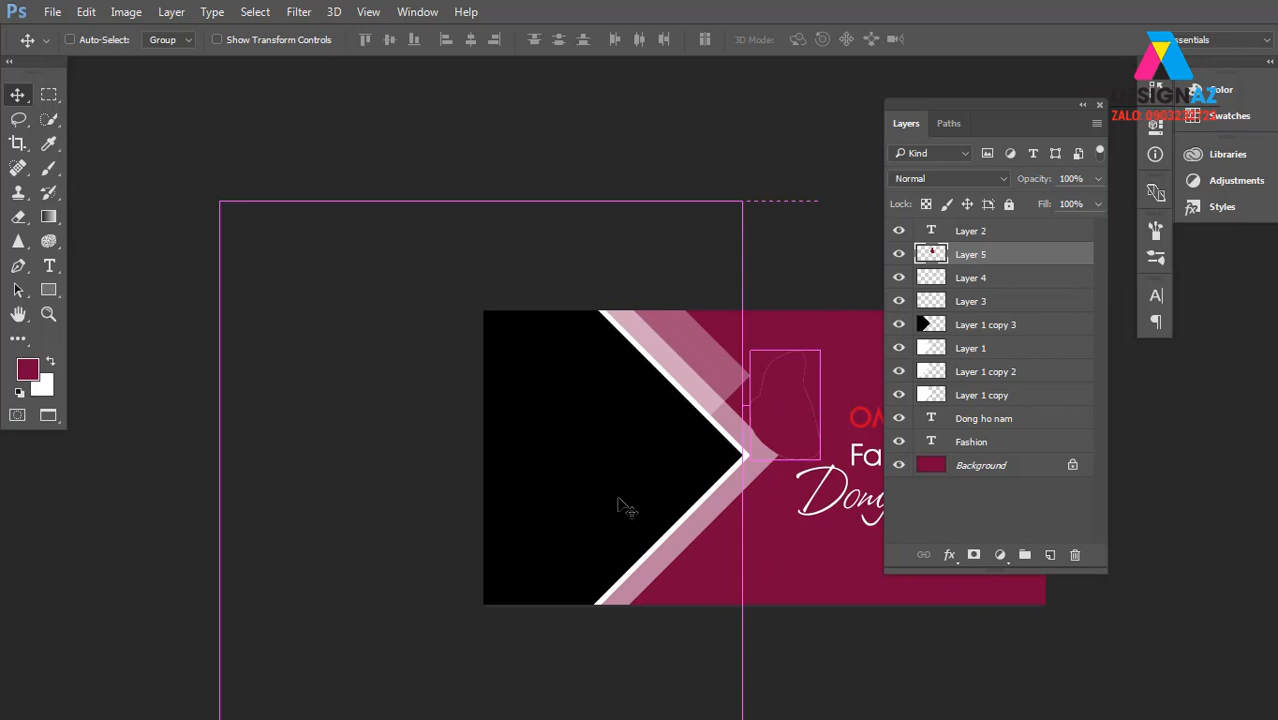 Ps File Edit Image Layer Type Select Filter 3D View Window Help
Auto-Select: Group Show Transform Controls 3D Mode:
Color
Swatches
Libraries
Adjustments
Styles
Layers Paths
Kind
Normal Opacity: 100%
Lock: Fill: 100%
Layer 2
Layer 5
Layer 4
Layer 3
Layer 1 copy 3
Layer 1
Layer 1 copy 2
Layer 1 copy
Dong ho nam
Fashion
Background
fx